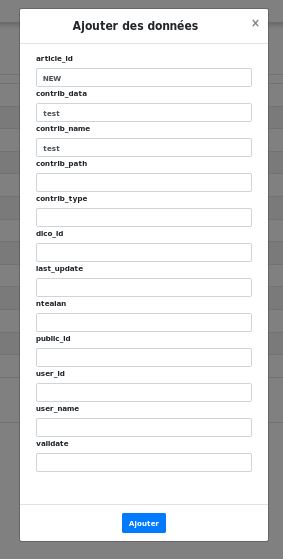 Ajouter des données
×
article_id
NEW
contrib_data
test
contrib_name
test
contrib_path
contrib_type
dico_id
last_update
ntealan
public_id
user_id
user_name
validate
Ajouter